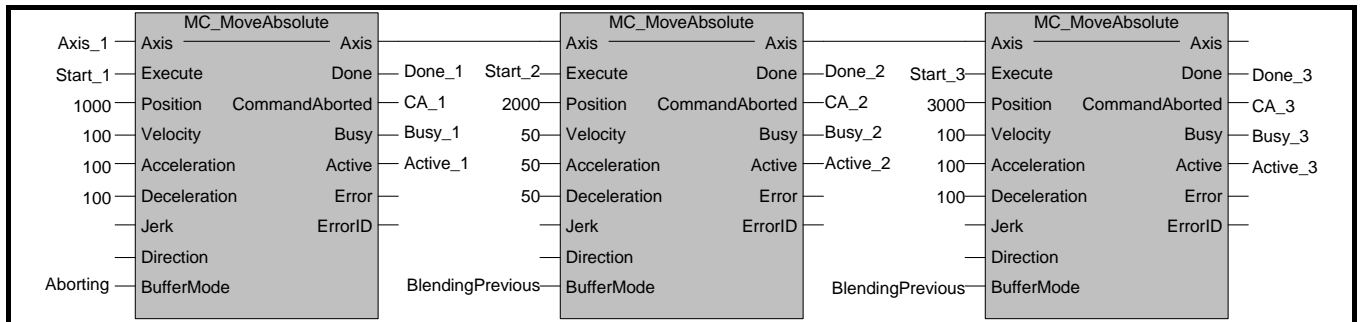 MC_MoveAbsolute MC_MoveAbsolute MC_MoveAbsolute
Axis_1 Axis Axis Axis Axis Axis Axis
Start_1 Execute Done Done_1 Start_2 Execute Done Done_2 Start_3 Execute Done Done_3
1000 Position CommandAborted CA_1 2000 Position CommandAborted CA_2 3000 Position CommandAborted CA_3
100 Velocity Busy Busy_1 50 Velocity Busy Busy_2 100 Velocity Busy Busy_3
100 Acceleration Active Active_1 50 Acceleration Active Active_2 100 Acceleration Active Active_3
100 Deceleration Error 50 Deceleration Error 100 Deceleration Error
Jerk ErrorID Jerk ErrorID Jerk ErrorID
Direction Direction Direction
Aborting BufferMode BlendingPrevious BufferMode BlendingPrevious BufferMode